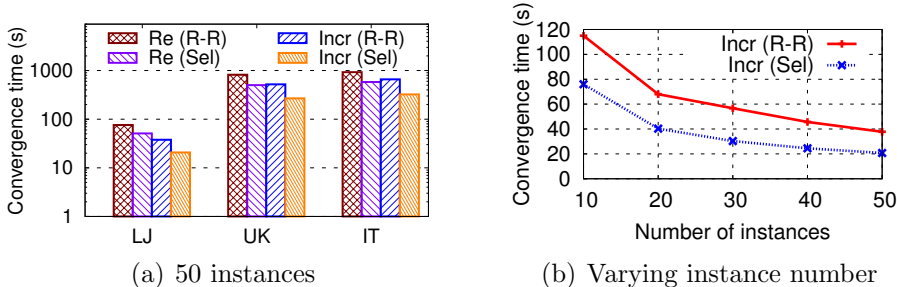 Convergence time (s)
1000
100
10
1
Re (R-R)
Re (Sel)
Incr (R-R)
Incr (Sel)
LJ UK IT
(a) 50 instances
Convergence time (s)
120
100
80
60
40
20
0
Incr (R-R)
Incr (Sel)
10 20 30 40 50
Number of instances
(b) Varying instance number